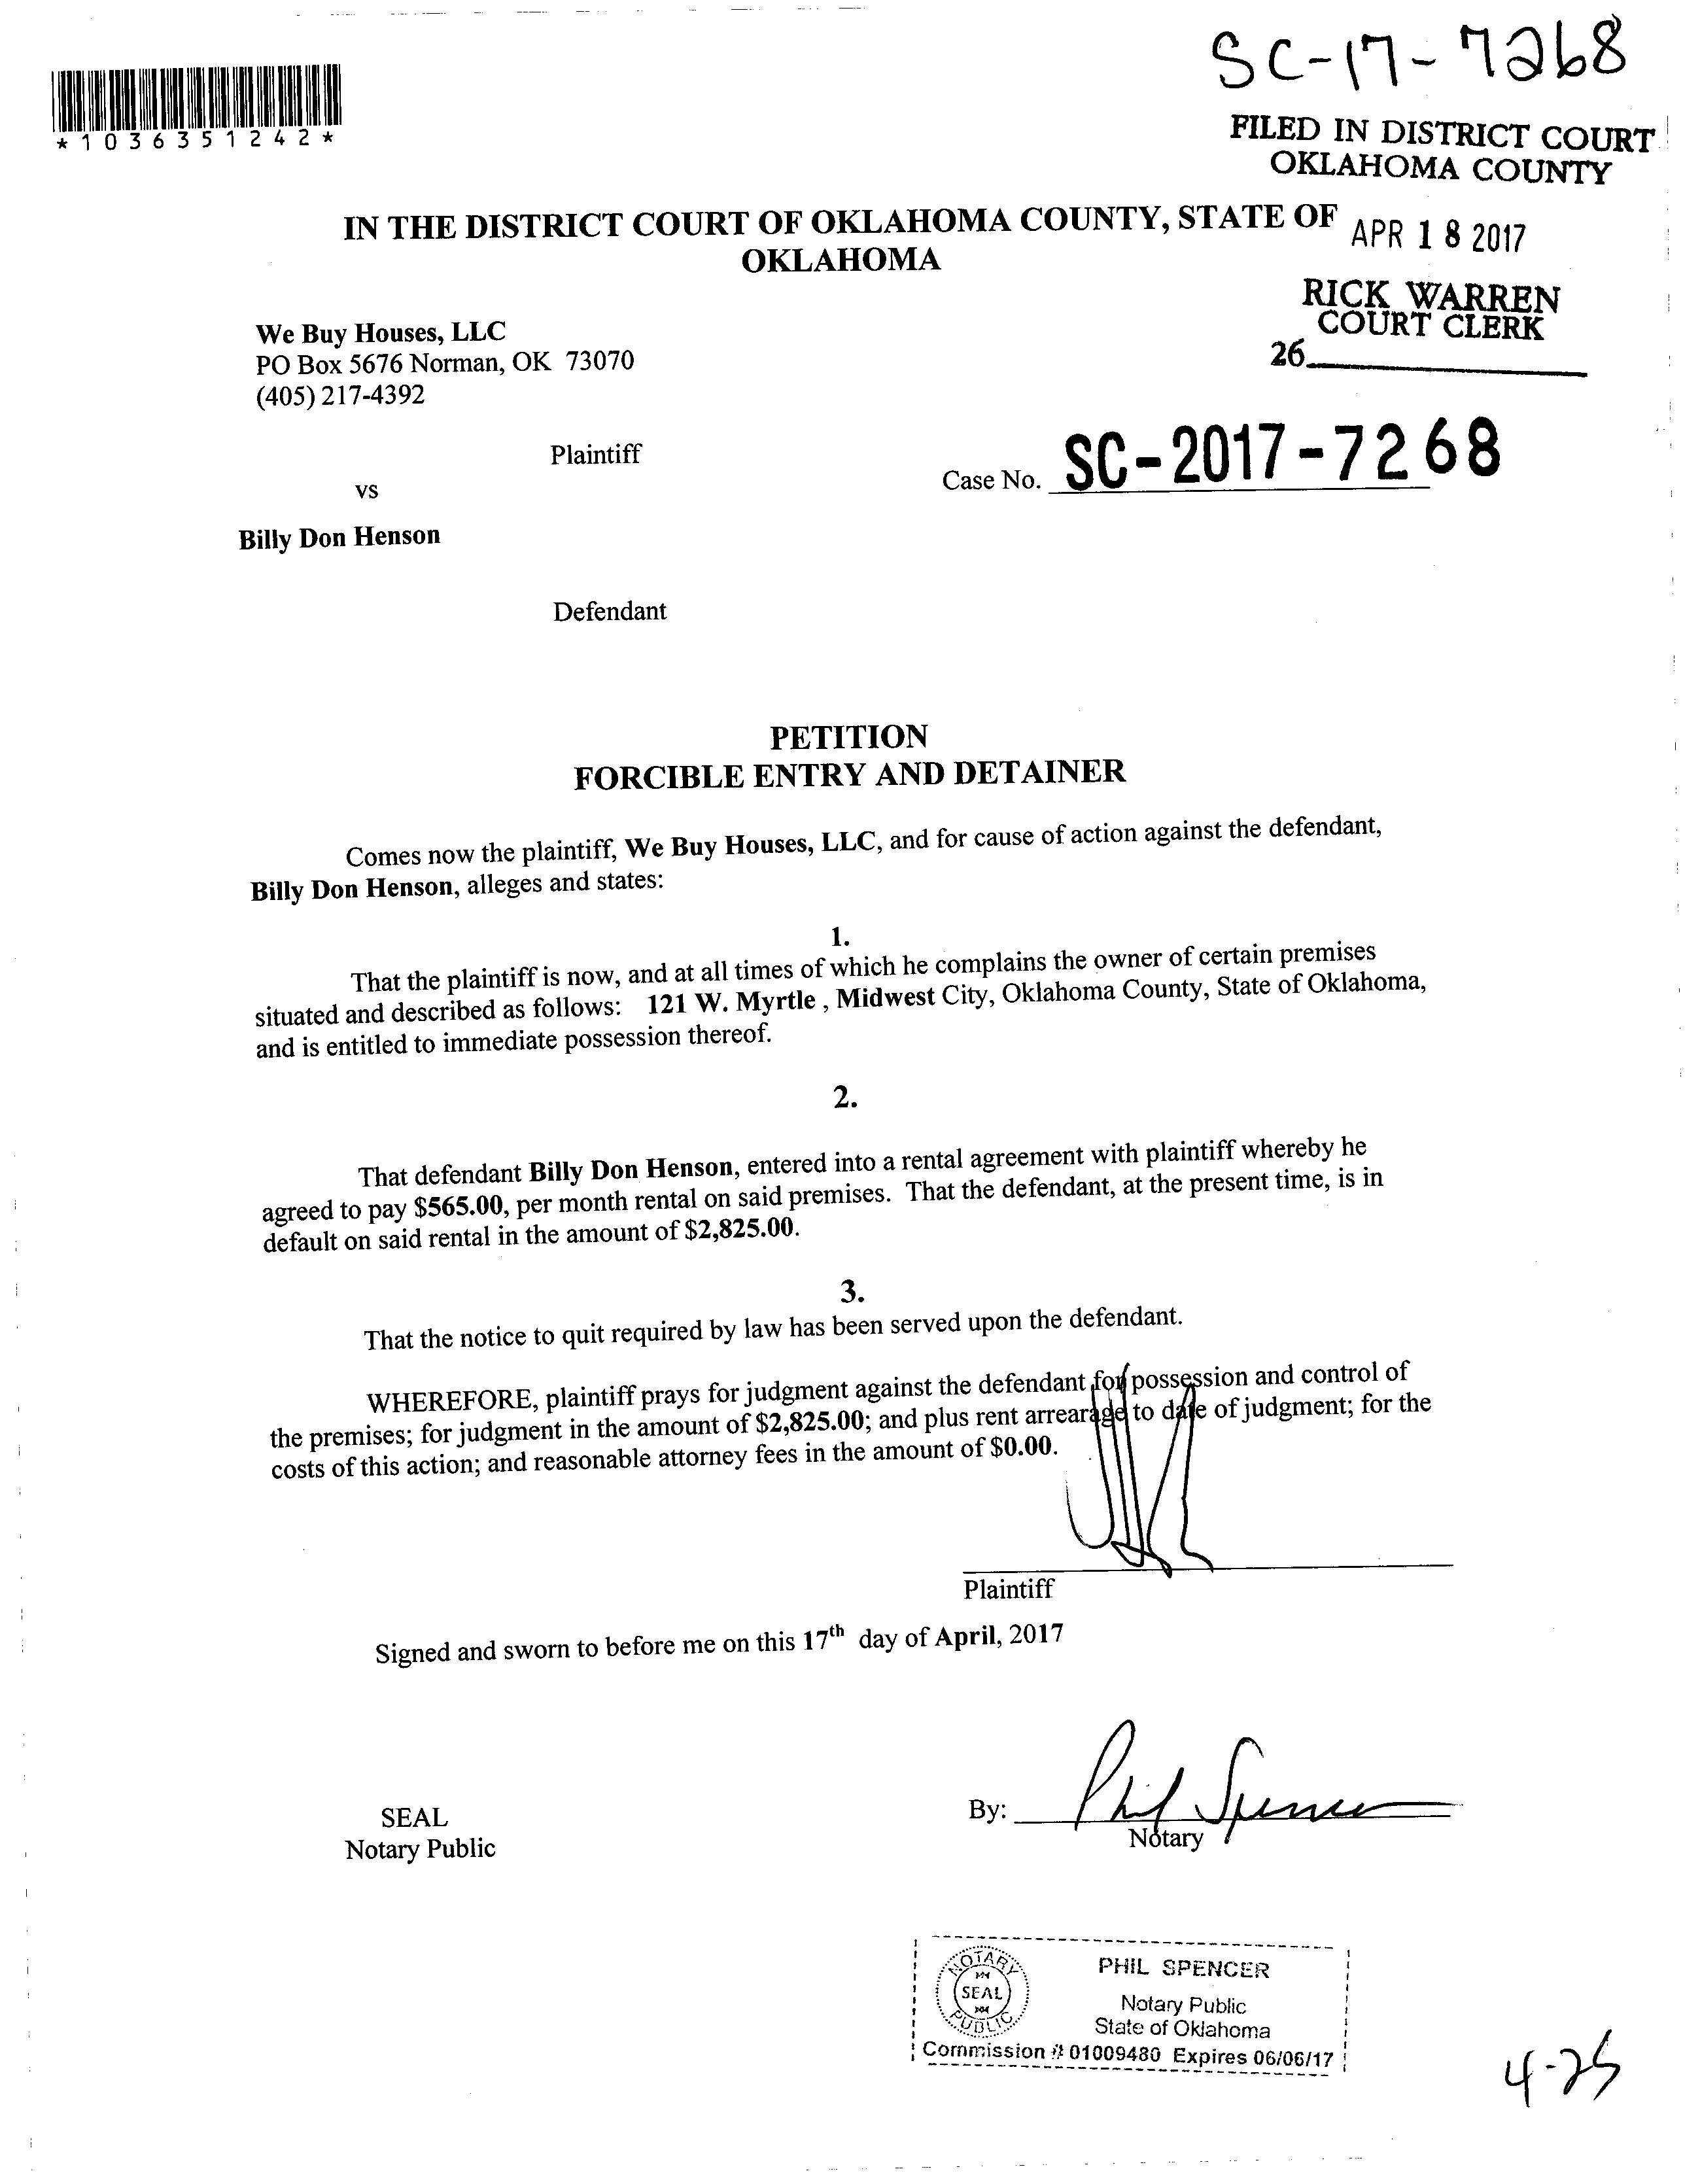 SC-17-7268
*1036351242*
FILED IN DISTRICT COURT
OKLAHOMA COUNTY
IN THE DISTRICT COURT OF OKLAHOMA COUNTY, STATE OF
OKLAHOMA
APR 18 2017
RICK WARREN
COURT CLERK
26
We Buy Houses, LLC
PO Box 5676 Norman, OK 73070
(405) 217-4392
Plaintiff
vs
Case No. SC-2017-7268
Billy Don Henson
Defendant
PETITION
FORCIBLE ENTRY AND DETAINER
Comes now the plaintiff, We Buy Houses, LLC, and for cause of action against the defendant,
Billy Don Henson, alleges and states:
1.
That the plaintiff is now, and at all times of which he complains the owner of certain premises
situated and described as follows: 121 W. Myrtle , Midwest City, Oklahoma County, State of Oklahoma,
and is entitled to immediate possession thereof.
2.
That defendant Billy Don Henson, entered into a rental agreement with plaintiff whereby he
agreed to pay $565.00, per month rental on said premises. That the defendant, at the present time, is in
default on said rental in the amount of $2,825.00.
3.
That the notice to quit required by law has been served upon the defendant.
WHEREFORE, plaintiff prays for judgment against the defendant for possession and control of
the premises; for judgment in the amount of $2,825.00; and plus rent arrearage to date of judgment; for the
costs of this action; and reasonable attorney fees in the amount of $0.00.
Plaintiff
Signed and sworn to before me on this 17th day of April, 2017
By: Phil Spencer
SEAL
Notary
Notary Public
NOTARY
SEAL
PUBLIC
PHIL SPENCER
Notary Public
State of Oklahoma
Commission # 01009480 Expires 06/06/17
4-25